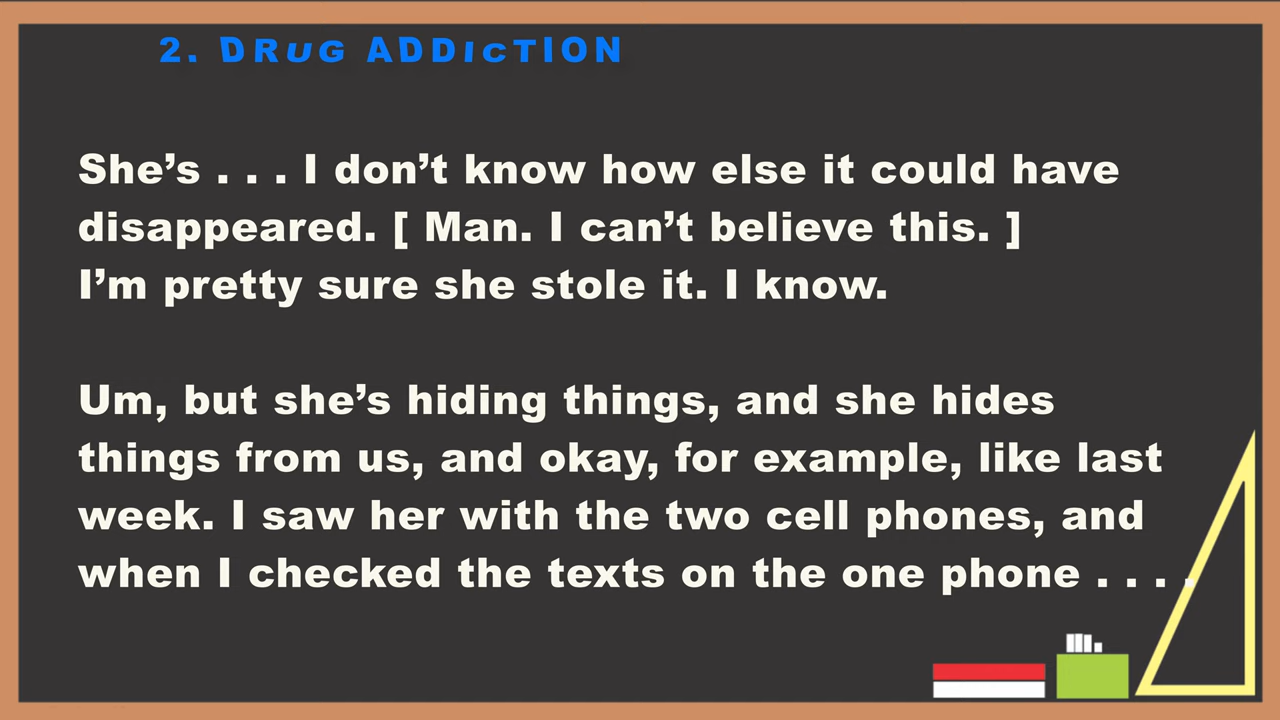 2. DRUG ADDICTION
She’s . . . I don’t know how else it could have
disappeared. [ Man. I can’t believe this. ]
I’m pretty sure she stole it. I know.
Um, but she’s hiding things, and she hides
things from us, and okay, for example, like last
week. I saw her with the two cell phones, and
when I checked the texts on the one phone . . . .